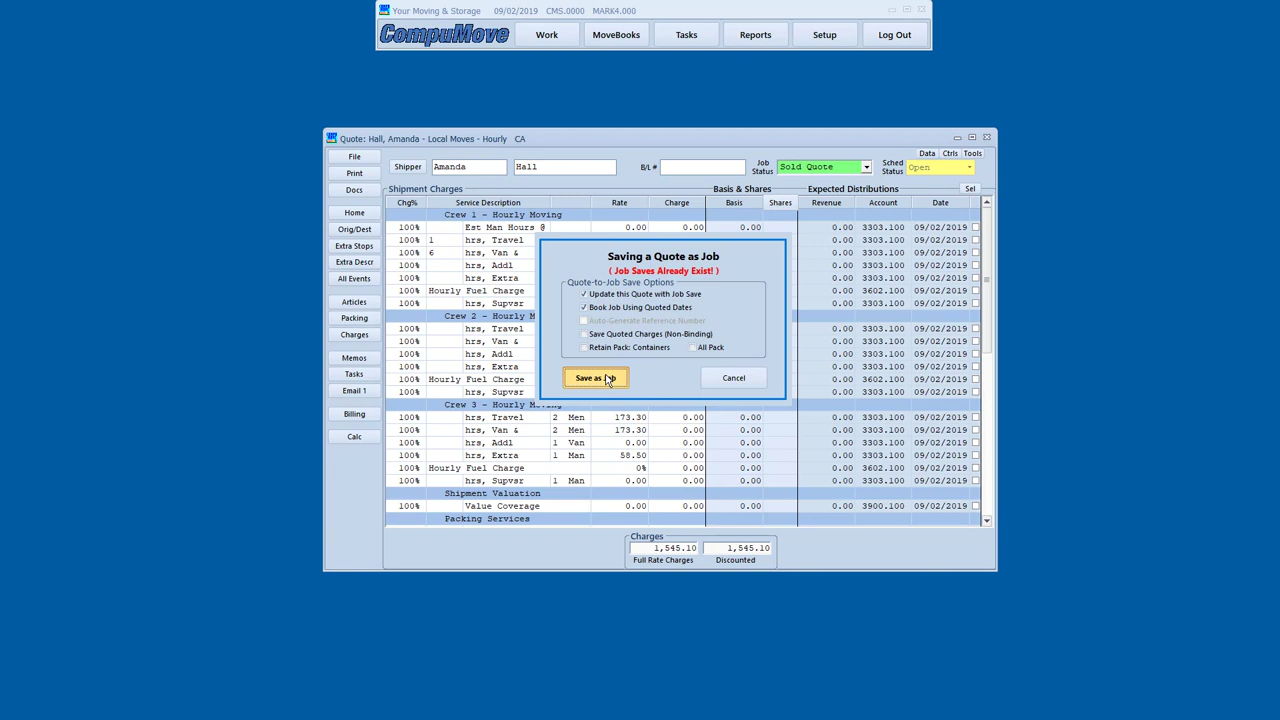 Your Moving & Storage 09/02/2019 CMS.0000 MARK4.000
CompuMove Work MoveBooks Tasks Reports Setup Log Out
Quote: Hall, Amanda - Local Moves - Hourly CA
File
Print
Docs
Home
Orig/Dest
Extra Stops
Extra Descr
All Events
Articles
Packing
Charges
Memos
Tasks
Email 1
Billing
Calc
Data Ctrls Tools
Shipper Amanda Hall B/L # Job Status Sold Quote Sched Status Open
Shipment Charges Basis & Shares Expected Distributions Sel
Chg% Service Description Rate Charge Basis Shares Revenue Account Date
Crew 1 - Hourly Moving
100% Est Man Hours @ 0.00 0.00 0.00 0.00 3303.100 09/02/2019
100% 1 hrs, Travel 0.00 3303.100 09/02/2019
100% 6 hrs, Van & 0.00 3303.100 09/02/2019
100% hrs, Addl 0.00 3303.100 09/02/2019
100% hrs, Extra 0.00 3303.100 09/02/2019
100% Hourly Fuel Charge 0.00 3602.100 09/02/2019
100% hrs, Supvsr 0.00 3303.100 09/02/2019
Crew 2 - Hourly M
100% hrs, Travel 0.00 3303.100 09/02/2019
100% hrs, Van & 0.00 3303.100 09/02/2019
100% hrs, Addl 0.00 3303.100 09/02/2019
100% hrs, Extra 0.00 3303.100 09/02/2019
100% Hourly Fuel Charge 0.00 3602.100 09/02/2019
100% hrs, Supvsr 0.00 3303.100 09/02/2019
Crew 3 - Hourly Moving
100% hrs, Travel 2 Men 173.30 0.00 0.00 0.00 3303.100 09/02/2019
100% hrs, Van & 2 Men 173.30 0.00 0.00 0.00 3303.100 09/02/2019
100% hrs, Addl 1 Van 0.00 0.00 0.00 0.00 3303.100 09/02/2019
100% hrs, Extra 1 Man 58.50 0.00 0.00 0.00 3303.100 09/02/2019
100% Hourly Fuel Charge 0% 0.00 0.00 0.00 3602.100 09/02/2019
100% hrs, Supvsr 1 Man 0.00 0.00 0.00 0.00 3303.100 09/02/2019
Shipment Valuation
100% Value Coverage 0.00 0.00 0.00 0.00 3900.100 09/02/2019
Packing Services
Saving a Quote as Job
( Job Saves Already Exist! )
Quote-to-Job Save Options
Update this Quote with Job Save
Book Job Using Quoted Dates
Auto-Generate Reference Number
Save Quoted Charges (Non-Binding)
Retain Pack: Containers All Pack
Save as Job Cancel
Charges
1,545.10 1,545.10
Full Rate Charges Discounted